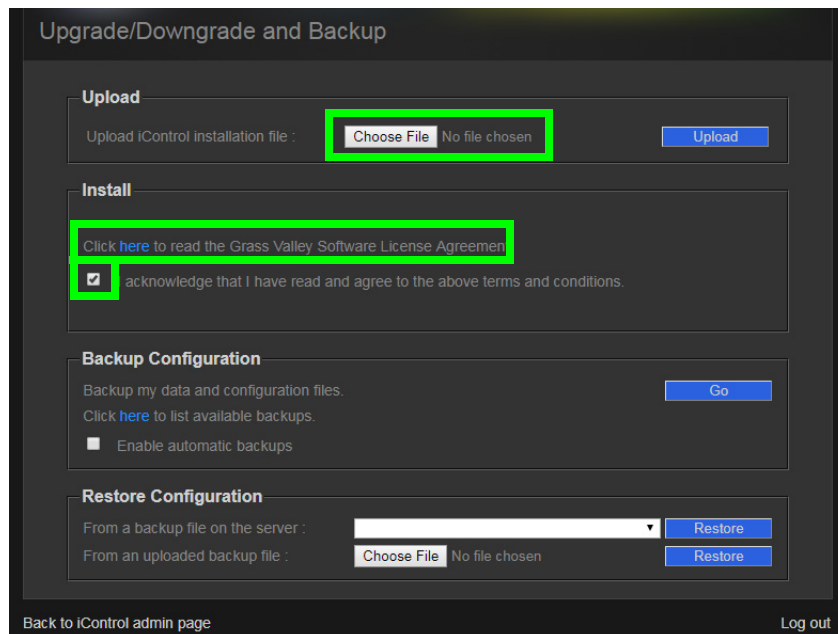 Upgrade/Downgrade and Backup
Upload
Upload iControl installation file : Choose File No file chosen Upload
Install
Click here to read the Grass Valley Software License Agreemen
acknowledge that I have read and agree to the above terms and conditions.
Backup Configuration
Backup my data and configuration files. Go
Click here to list available backups.
Enable automatic backups
Restore Configuration
From a backup file on the server : Restore
From an uploaded backup file : Choose File No file chosen Restore
Back to iControl admin page Log out